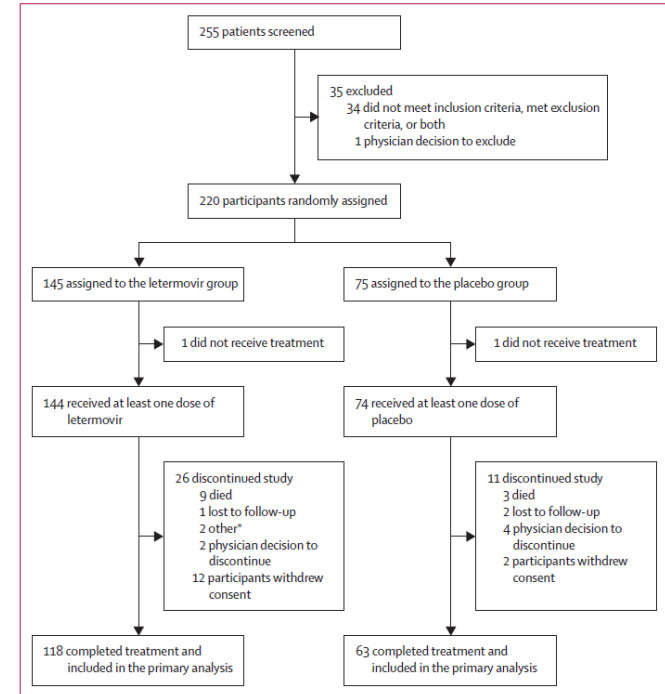 255 patients screened
35 excluded
34 did not meet inclusion criteria, met exclusion
criteria, or both
1 physician decision to exclude
220 participants randomly assigned
145 assigned to the letermovir group
75 assigned to the placebo group
1 did not receive treatment
1 did not receive treatment
144 received at least one dose of
letermovir
74 received at least one dose of
placebo
26 discontinued study
9 died
1 lost to follow-up
2 other*
2 physician decision to
discontinue
12 participants withdrew
consent
11 discontinued study
3 died
2 lost to follow-up
4 physician decision to
discontinue
2 participants withdrew
consent
118 completed treatment and
included in the primary analysis
63 completed treatment and
included in the primary analysis